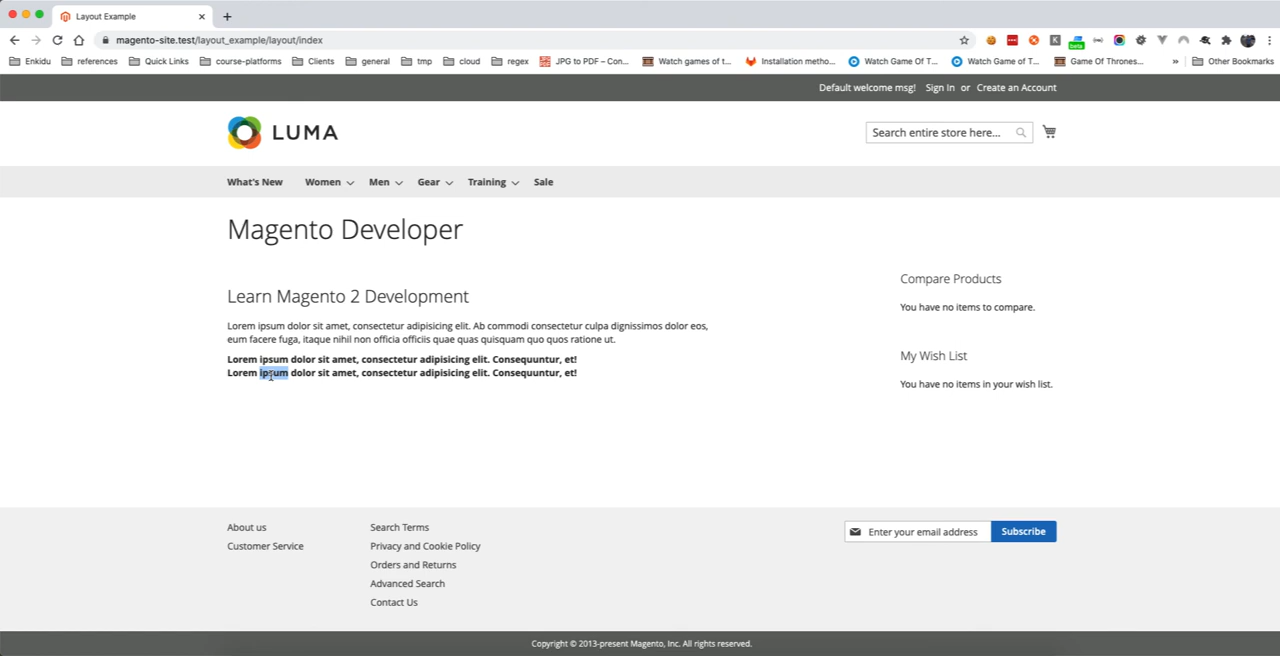 Layout Example
magento-site.test/layout_example/layout/index
beta
Enkidu references Quick Links course-platforms Clients general tmp cloud regex JPG to PDF – Con... Watch games of t... Installation metho... Watch Game Of T... Watch Game of T... Game Of Thrones... » Other Bookmarks
Default welcome msg! Sign In or Create an Account
LUMA
Search entire store here...
What's New Women Men Gear Training Sale
Magento Developer
Learn Magento 2 Development
Lorem ipsum dolor sit amet, consectetur adipisicing elit. Ab commodi consectetur culpa dignissimos dolor eos,
eum facere fuga, itaque nihil non officia officiis quae quas quisquam quo quos ratione ut.
Lorem ipsum dolor sit amet, consectetur adipisicing elit. Consequuntur, et!
Lorem ipsum dolor sit amet, consectetur adipisicing elit. Consequuntur, et!
Compare Products
You have no items to compare.
My Wish List
You have no items in your wish list.
About us
Customer Service
Search Terms
Privacy and Cookie Policy
Orders and Returns
Advanced Search
Contact Us
Enter your email address Subscribe
Copyright © 2013-present Magento, Inc. All rights reserved.